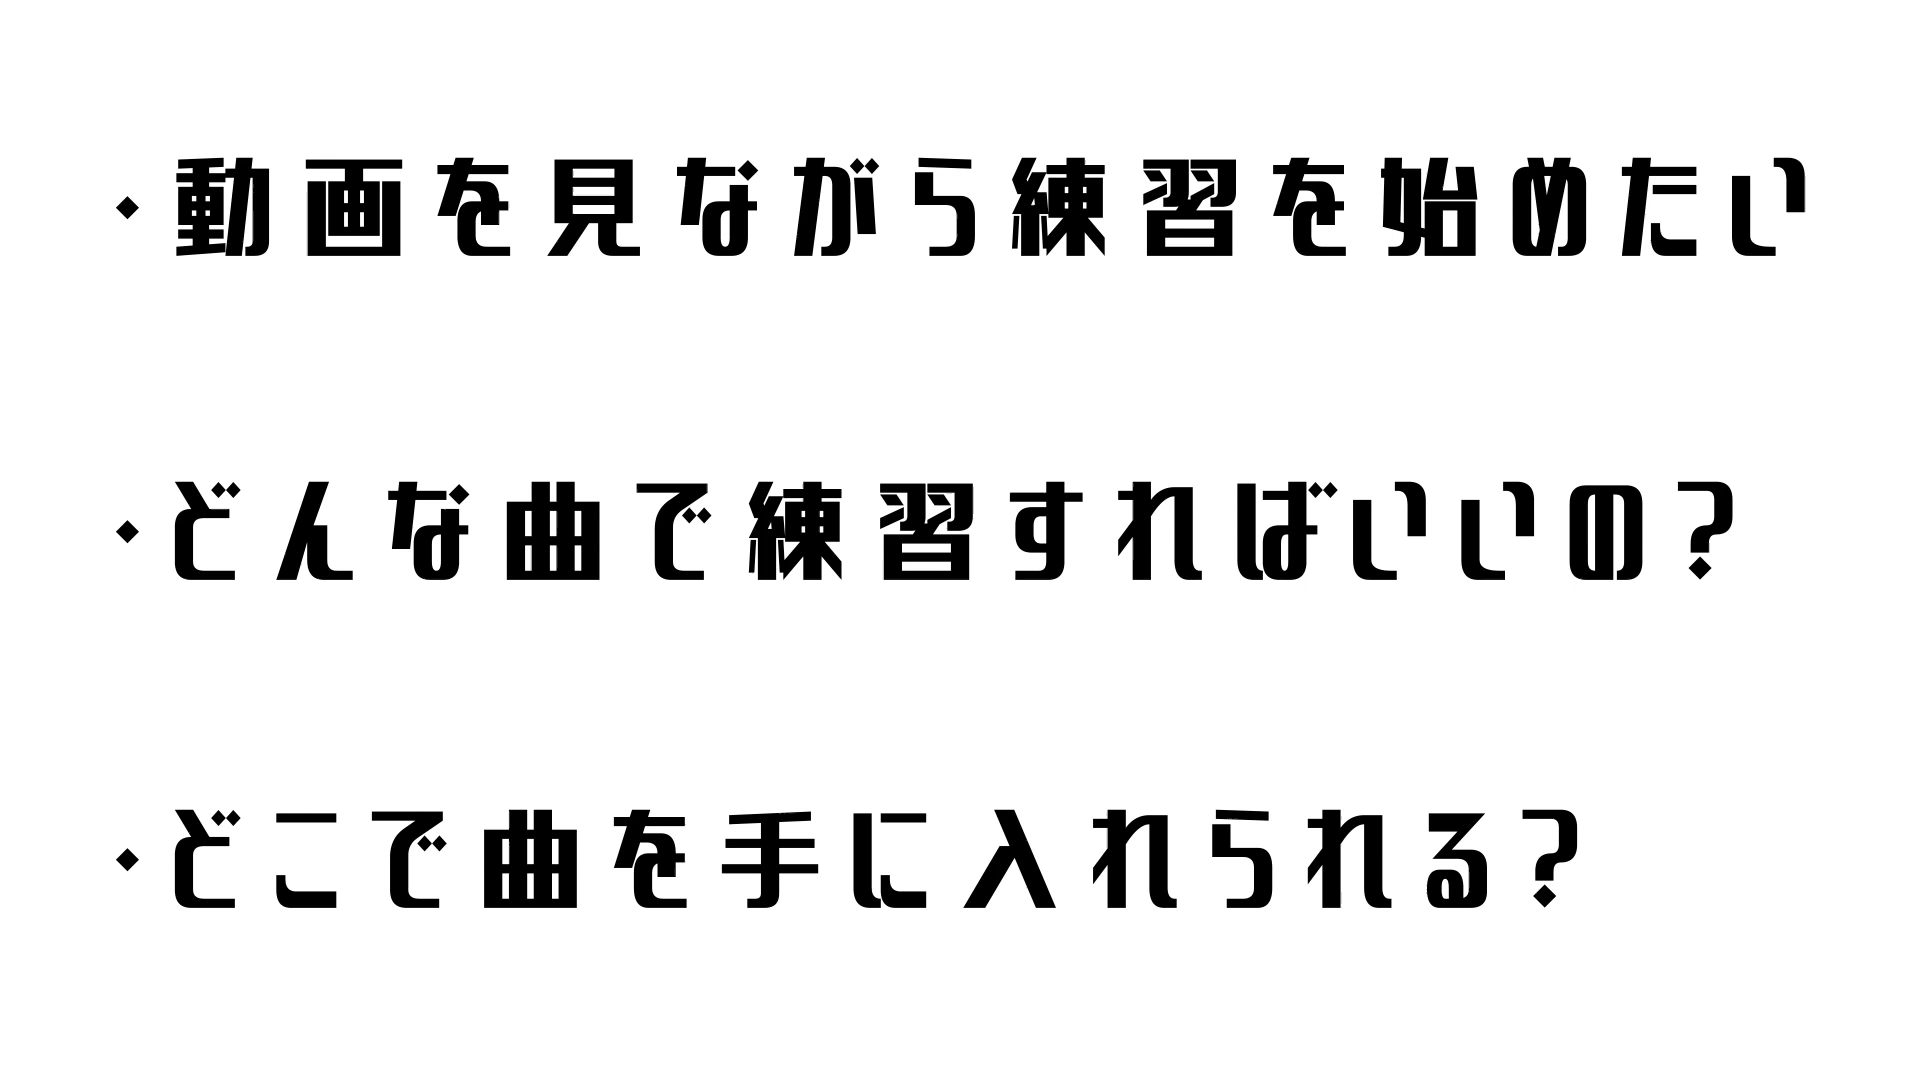 ・動画を見ながら練習を始めたい
・どんな曲で練習すればいいの?
・どこで曲を手に入れられる?